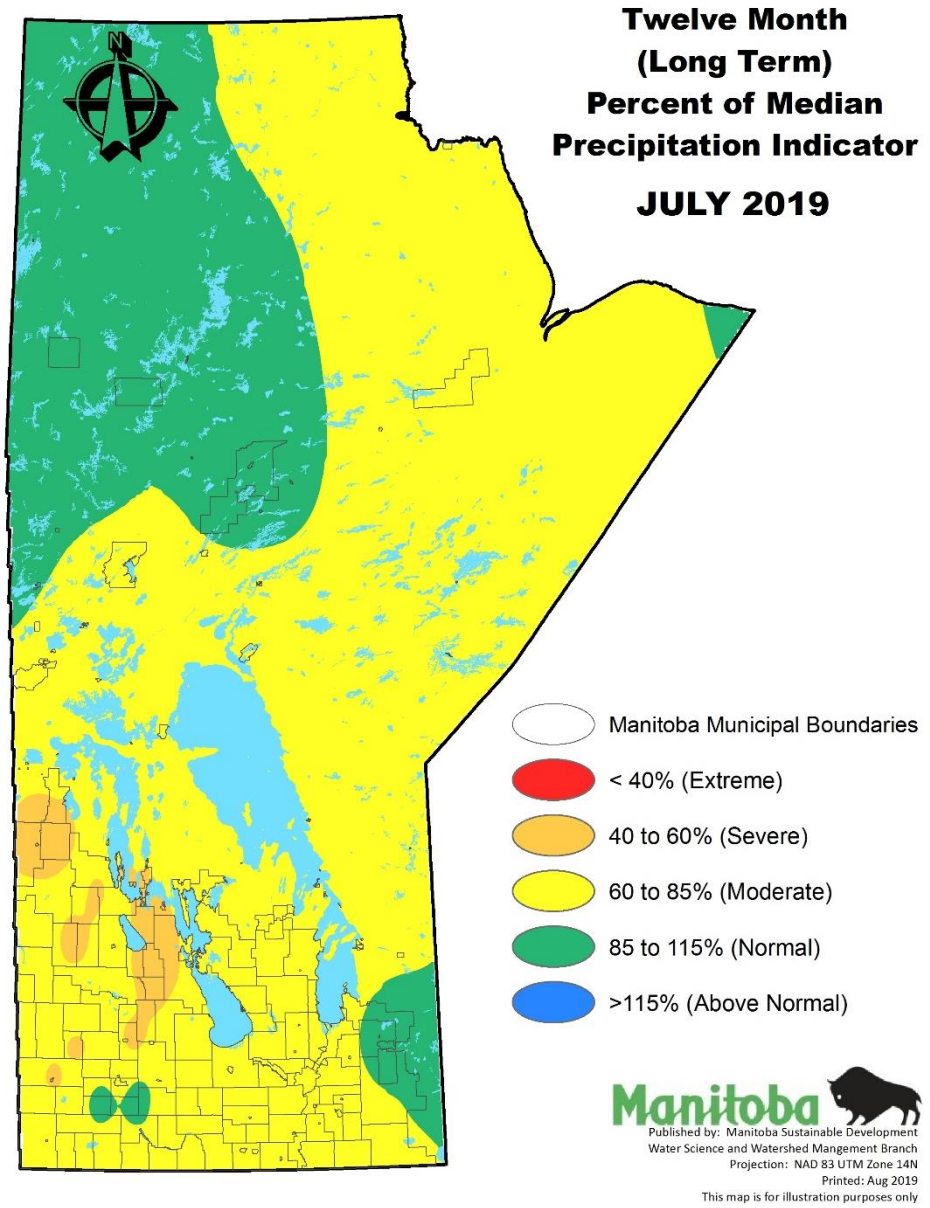 N
Twelve Month
(Long Term)
Percent of Median
Precipitation Indicator
JULY 2019
Manitoba Municipal Boundaries
< 40% (Extreme)
40 to 60% (Severe)
60 to 85% (Moderate)
85 to 115% (Normal)
>115% (Above Normal)
Manitoba
Published by: Manitoba Sustainable Development
Water Science and Watershed Mangement Branch
Projection: NAD 83 UTM Zone 14N
Printed: Aug 2019
This map is for illustration purposes only